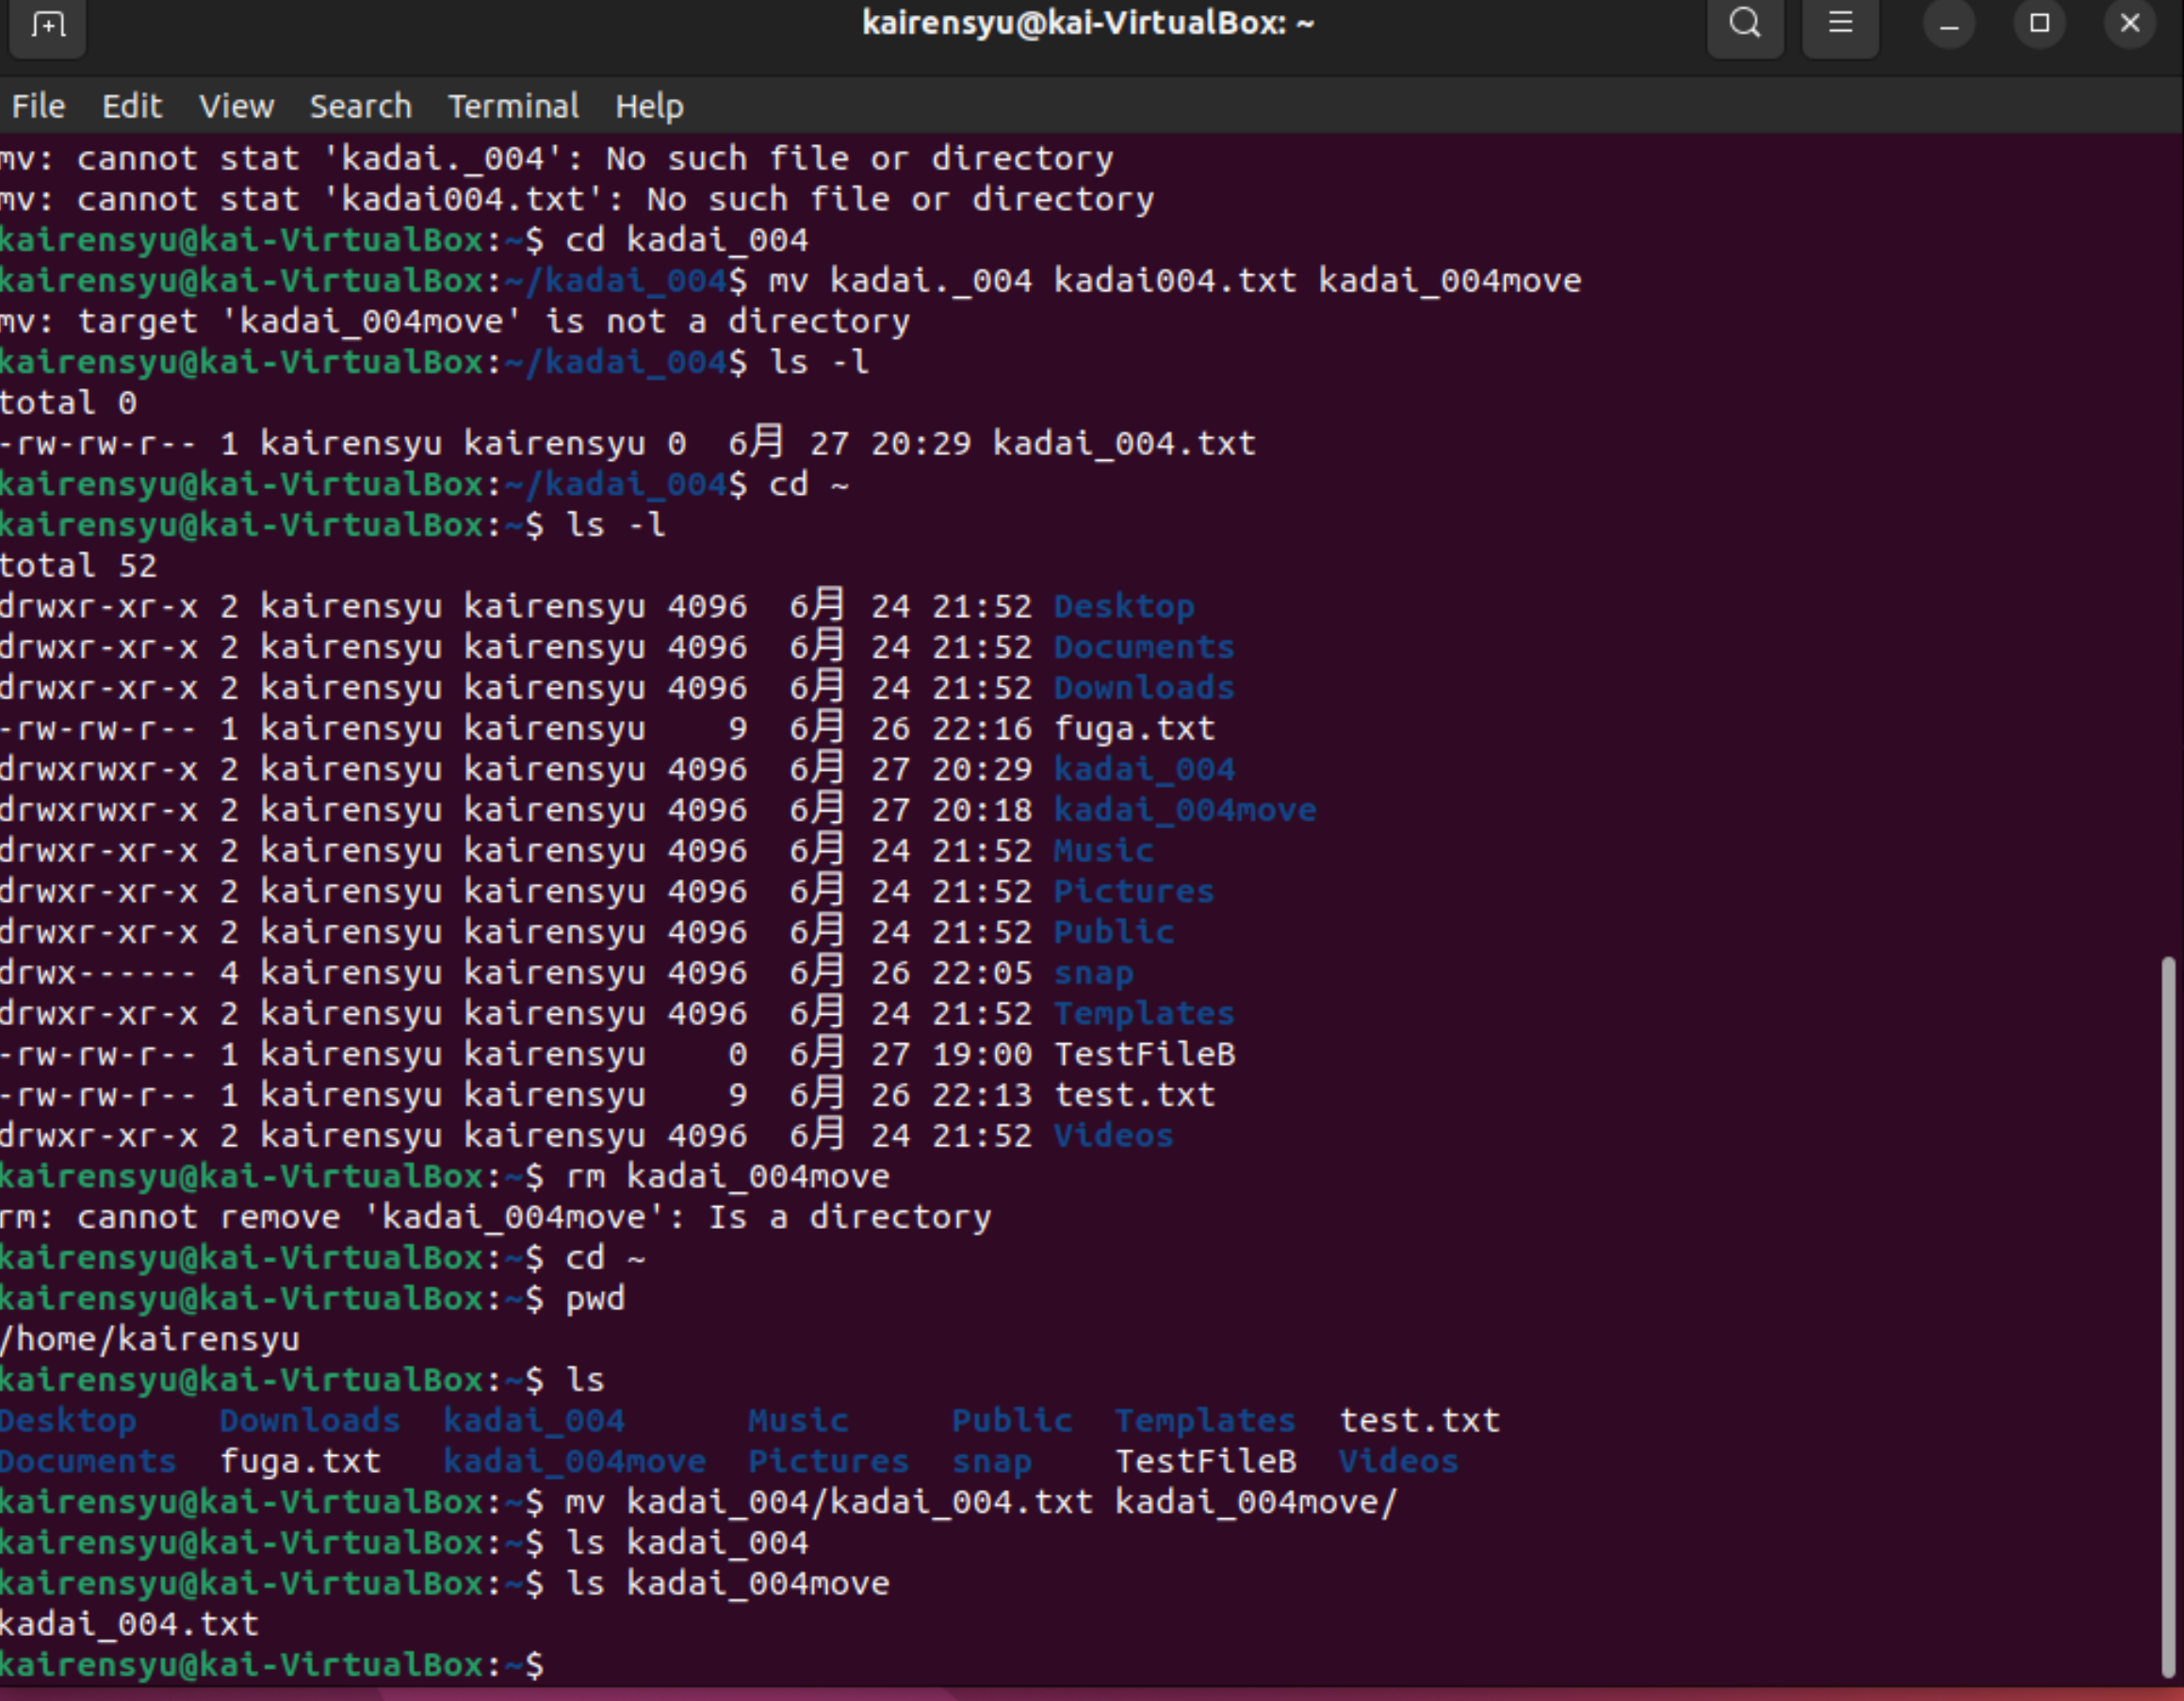 kairensyu@kai-VirtualBox: ~
File Edit View Search Terminal Help
mv: cannot stat 'kadai._004': No such file or directory
mv: cannot stat 'kadai004.txt': No such file or directory
kairensyu@kai-VirtualBox:~$ cd kadai_004
kairensyu@kai-VirtualBox:~/kadai_004$ mv kadai._004 kadai004.txt kadai_004move
mv: target 'kadai_004move' is not a directory
kairensyu@kai-VirtualBox:~/kadai_004$ ls -l
total 0
-rw-rw-r-- 1 kairensyu kairensyu 0  6月 27 20:29 kadai_004.txt
kairensyu@kai-VirtualBox:~/kadai_004$ cd ~
kairensyu@kai-VirtualBox:~$ ls -l
total 52
drwxr-xr-x 2 kairensyu kairensyu 4096  6月 24 21:52 Desktop
drwxr-xr-x 2 kairensyu kairensyu 4096  6月 24 21:52 Documents
drwxr-xr-x 2 kairensyu kairensyu 4096  6月 24 21:52 Downloads
-rw-rw-r-- 1 kairensyu kairensyu    9  6月 26 22:16 fuga.txt
drwxrwxr-x 2 kairensyu kairensyu 4096  6月 27 20:29 kadai_004
drwxrwxr-x 2 kairensyu kairensyu 4096  6月 27 20:18 kadai_004move
drwxr-xr-x 2 kairensyu kairensyu 4096  6月 24 21:52 Music
drwxr-xr-x 2 kairensyu kairensyu 4096  6月 24 21:52 Pictures
drwxr-xr-x 2 kairensyu kairensyu 4096  6月 24 21:52 Public
drwx------ 4 kairensyu kairensyu 4096  6月 26 22:05 snap
drwxr-xr-x 2 kairensyu kairensyu 4096  6月 24 21:52 Templates
-rw-rw-r-- 1 kairensyu kairensyu    0  6月 27 19:00 TestFileB
-rw-rw-r-- 1 kairensyu kairensyu    9  6月 26 22:13 test.txt
drwxr-xr-x 2 kairensyu kairensyu 4096  6月 24 21:52 Videos
kairensyu@kai-VirtualBox:~$ rm kadai_004move
rm: cannot remove 'kadai_004move': Is a directory
kairensyu@kai-VirtualBox:~$ cd ~
kairensyu@kai-VirtualBox:~$ pwd
/home/kairensyu
kairensyu@kai-VirtualBox:~$ ls
Desktop    Downloads  kadai_004      Music     Public  Templates  test.txt
Documents  fuga.txt   kadai_004move  Pictures  snap    TestFileB  Videos
kairensyu@kai-VirtualBox:~$ mv kadai_004/kadai_004.txt kadai_004move/
kairensyu@kai-VirtualBox:~$ ls kadai_004
kairensyu@kai-VirtualBox:~$ ls kadai_004move
kadai_004.txt
kairensyu@kai-VirtualBox:~$